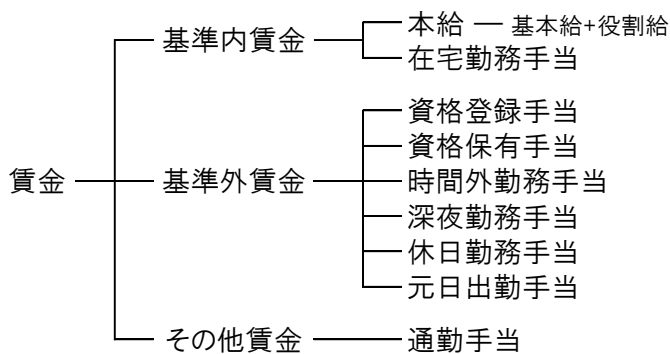 賃金
基準内賃金
本給 ― 基本給+役割給
在宅勤務手当
基準外賃金
資格登録手当
資格保有手当
時間外勤務手当
深夜勤務手当
休日勤務手当
元日出勤手当
その他賃金
通勤手当